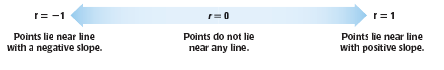 r = −1
r = 0
r = 1
Points lie near line
with a negative slope.
Points do not lie
near any line.
Points lie near line
with positive slope.